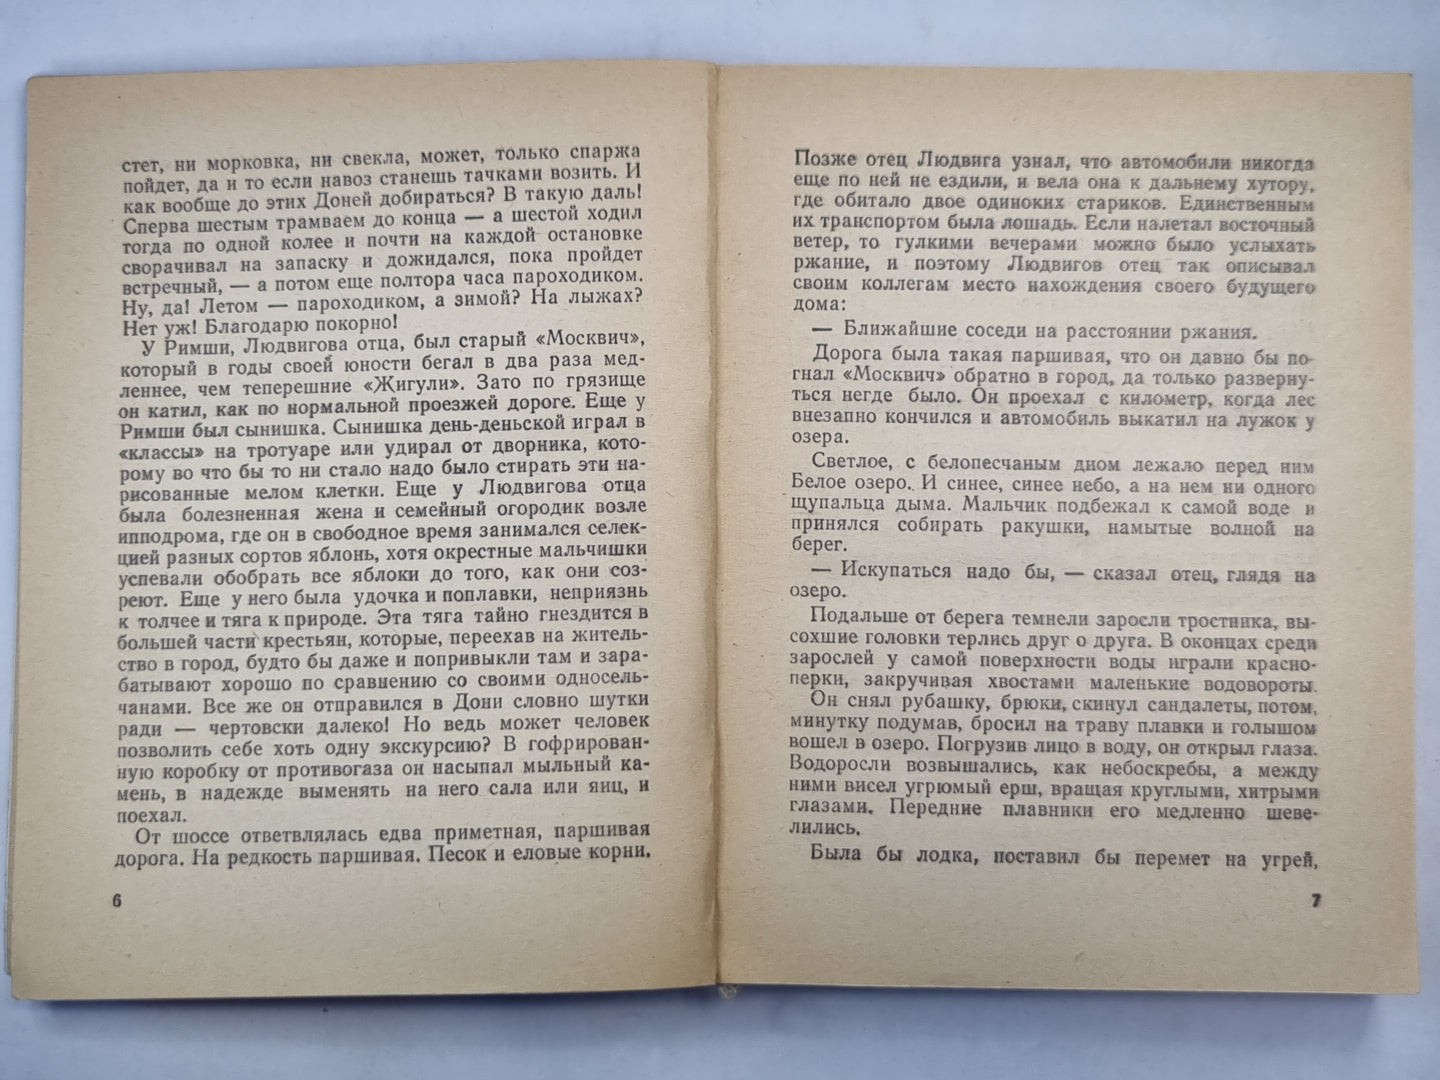 стет, ни морковка, ни свекла, может, только спаржа
пойдет, да и то если навоз станешь тачками возить. И
как вообще до этих Доней добираться? В такую даль!
Сперва шестым трамваем до конца — а шестой ходил
тогда по одной колее и почти на каждой остановке
сворачивал на запаску и дожидался, пока пройдет
встречный, — а потом еще полтора часа пароходиком.
Ну, да! Летом — пароходиком, а зимой? На лыжах?
Нет уж! Благодарю покорно!
У Римши, Людвигова отца, был старый «Москвич»,
который в годы своей юности бегал в два раза мед-
леннее, чем теперешние «Жигули». Зато по грязище
он катил, как по нормальной проезжей дороге. Еще у
Римши был сынишка. Сынишка день-деньской играл в
«классы» на тротуаре или удирал от дворника, кото-
рому во что бы то ни стало надо было стирать эти на-
рисованные мелом клетки. Еще у Людвигова отца
была болезненная жена и семейный огородик возле
ипподрома, где он в свободное время занимался селек-
цией разных сортов яблонь, хотя окрестные мальчишки
успевали обобрать все яблоки до того, как они соз-
реют. Еще у него была удочка и поплавки, неприязнь
к толчее и тяга к природе. Эта тяга тайно гнездится в
большей части крестьян, которые, переехав на житель-
ство в город, будто бы даже и попривыкли там и зара-
батывают хорошо по сравнению со своими односель-
чанами. Все же он отправился в Дони словно шутки
ради — чертовски далеко! Но ведь может человек
позволить себе хоть одну экскурсию? В гофрирован-
ную коробку от противогаза он насыпал мыльный ка-
мень, в надежде выменять на него сала или яиц, и
поехал.
От шоссе ответвлялась едва приметная, паршивая
дорога. На редкость паршивая. Песок и еловые корни.
6
Позже отец Людвига узнал, что автомобили никогда
еще по ней не ездили, и вела она к дальнему хутору,
где обитало двое одиноких стариков. Единственным
их транспортом была лошадь. Если налетал восточный
ветер, то гулкими вечерами можно было услыхать
ржание, и поэтому Людвигов отец так описывал
своим коллегам место нахождения своего будущего
дома:
— Ближайшие соседи на расстоянии ржания.
Дорога была такая паршивая, что он давно бы по-
гнал «Москвич» обратно в город, да только разверну-
ться негде было. Он проехал с километр, когда лес
внезапно кончился и автомобиль выкатил на лужок у
озера.
Светлое, с белопесчаным дном лежало перед ним
Белое озеро. И синее, синее небо, а на нем ни одного
щупальца дыма. Мальчик подбежал к самой воде и
принялся собирать ракушки, намытые волной на
берег.
— Искупаться надо бы, — сказал отец, глядя на
озеро.
Подальше от берега темнели заросли тростника, вы-
сохшие головки терлись друг о друга. В оконцах среди
зарослей у самой поверхности воды играли красно-
перки, закручивая хвостами маленькие водовороты.
Он снял рубашку, брюки, скинул сандалеты, потом,
минутку подумав, бросил на траву плавки и голышом
вошел в озеро. Погрузив лицо в воду, он открыл глаза.
Водоросли возвышались, как небоскребы, а между
ними висел угрюмый ерш, вращая круглыми, хитрыми
глазами. Передние плавники его медленно шеве-
лились.
Была бы лодка, поставил бы перемет на угрей,
7